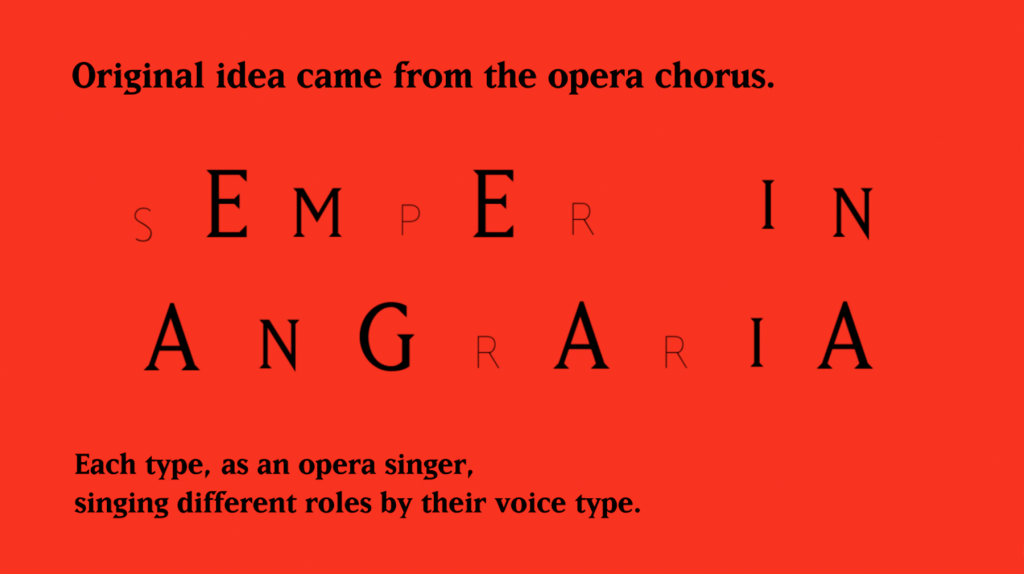 Original idea came from the opera chorus.
SEMPER IN
ANGRARIA
Each type, as an opera singer,
singing different roles by their voice type.